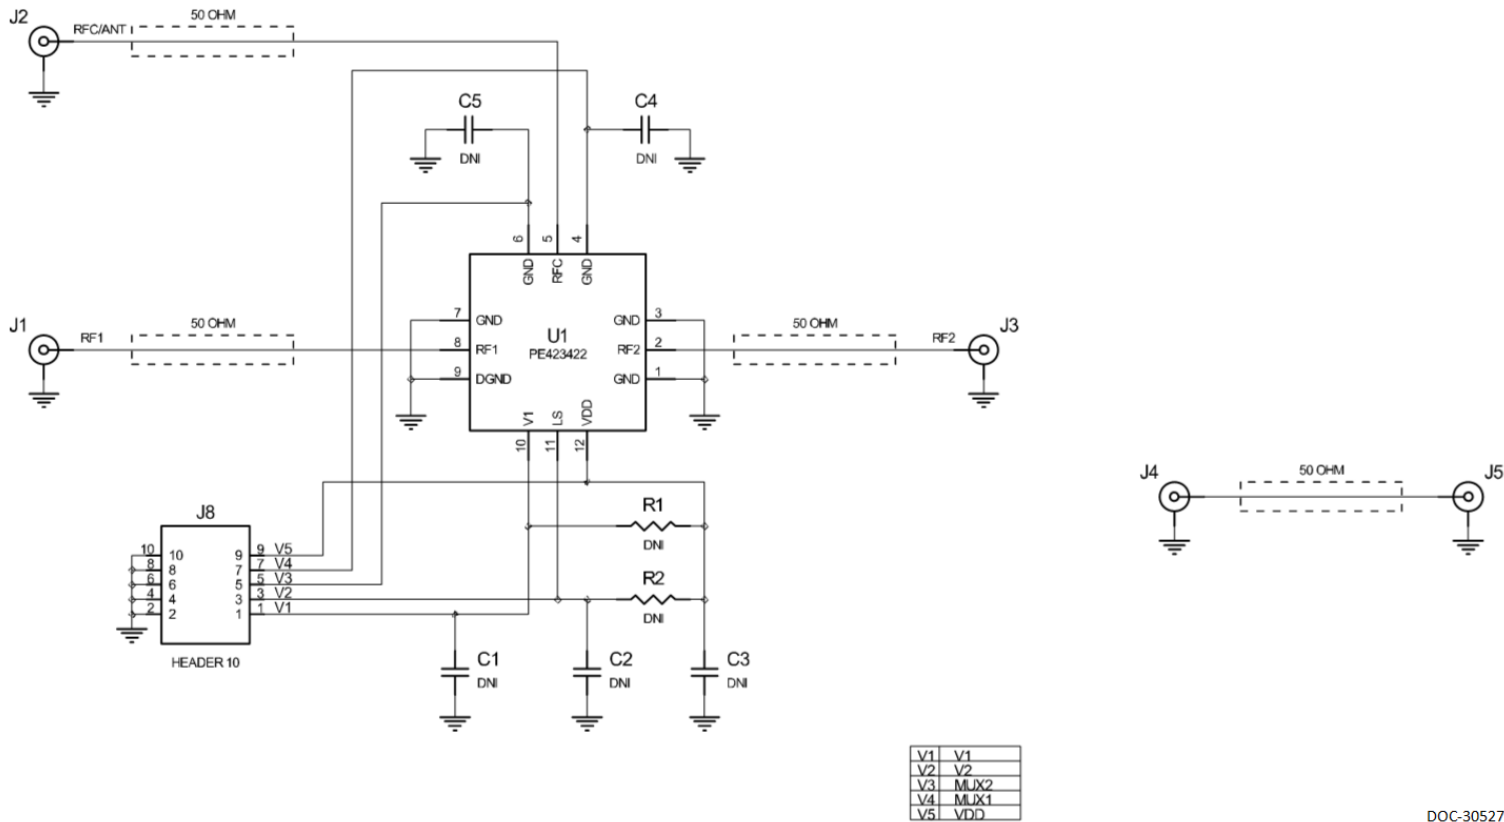 J2
RFC/ANT
50 OHM
C5
DNI
C4
DNI
6
5
4
GND
RFC
GND
J1
RF1
50 OHM
7
GND
8
RF1
9
DGND
U1
PE423422
GND
3
RF2
2
GND
1
50 OHM
RF2
J3
V1
LS
VDD
10
11
12
J4
50 OHM
J5
J8
10 10 9 9 V5
8 8 7 7 V4
6 6 5 5 V3
4 4 3 3 V2
2 2 1 1 V1
HEADER 10
R1
DNI
R2
DNI
C1
DNI
C2
DNI
C3
DNI
V1 V1
V2 V2
V3 MUX2
V4 MUX1
V5 VDD
DOC-30527